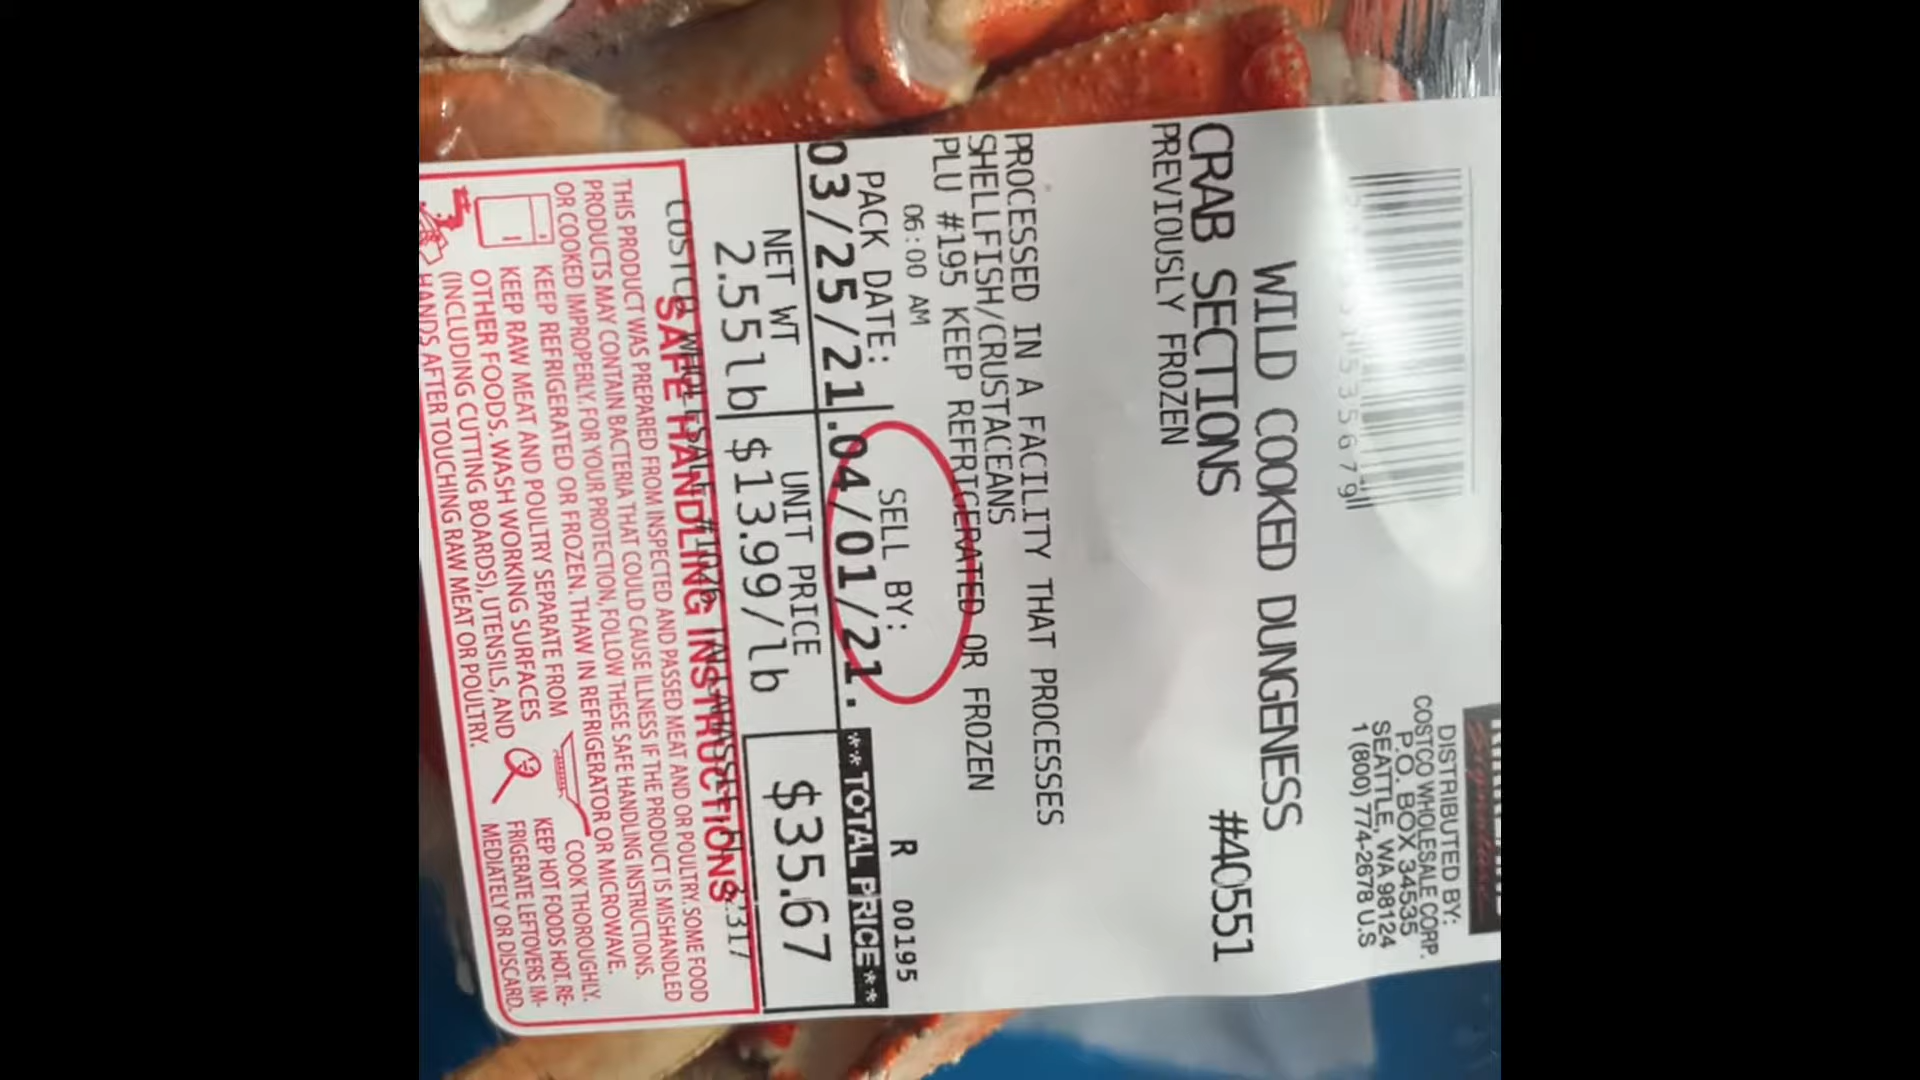 DISTRIBUTED BY:
COSTCO WHOLESALE CORP.
P.O. BOX 34535
SEATTLE, WA 98124
1 (800) 774-2678 U.S
WILD COOKED DUNGENESS
CRAB SECTIONS #40551
PREVIOUSLY FROZEN
PROCESSED IN A FACILITY THAT PROCESSES
SHELLFISH/CRUSTACEANS
PLU #195 KEEP REFRIGERATED OR FROZEN
06:00 AM
R 00195
PACK DATE: SELL BY:
03/25/21. 04/01/21. **TOTAL PRICE**
NET WT UNIT PRICE
2.55lb $13.99/lb $35.67
COSTCO WHOLESALE
SAFE HANDLING INSTRUCTIONS
THIS PRODUCT WAS PREPARED FROM INSPECTED AND PASSED MEAT AND OR POULTRY. SOME FOOD
PRODUCTS MAY CONTAIN BACTERIA THAT COULD CAUSE ILLNESS IF THE PRODUCT IS MISHANDLED
OR COOKED IMPROPERLY. FOR YOUR PROTECTION, FOLLOW THESE SAFE HANDLING INSTRUCTIONS.
KEEP REFRIGERATED OR FROZEN. THAW IN REFRIGERATOR OR MICROWAVE.
KEEP RAW MEAT AND POULTRY SEPARATE FROM
OTHER FOODS. WASH WORKING SURFACES
(INCLUDING CUTTING BOARDS), UTENSILS, AND
HANDS AFTER TOUCHING RAW MEAT OR POULTRY.
COOK THOROUGHLY.
KEEP HOT FOODS HOT. RE-
FRIGERATE LEFTOVERS IM-
MEDIATELY OR DISCARD.